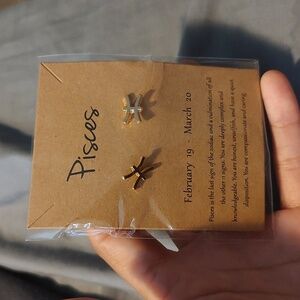 Pisces
February 19 - March 20
Pisces is the last sign of the zodiac and a culmination of all
the other 11 signs. You are deeply complex and
knowledgeable. You are honest, unselfish, and have a quiet
disposition. You are compassionate and caring.